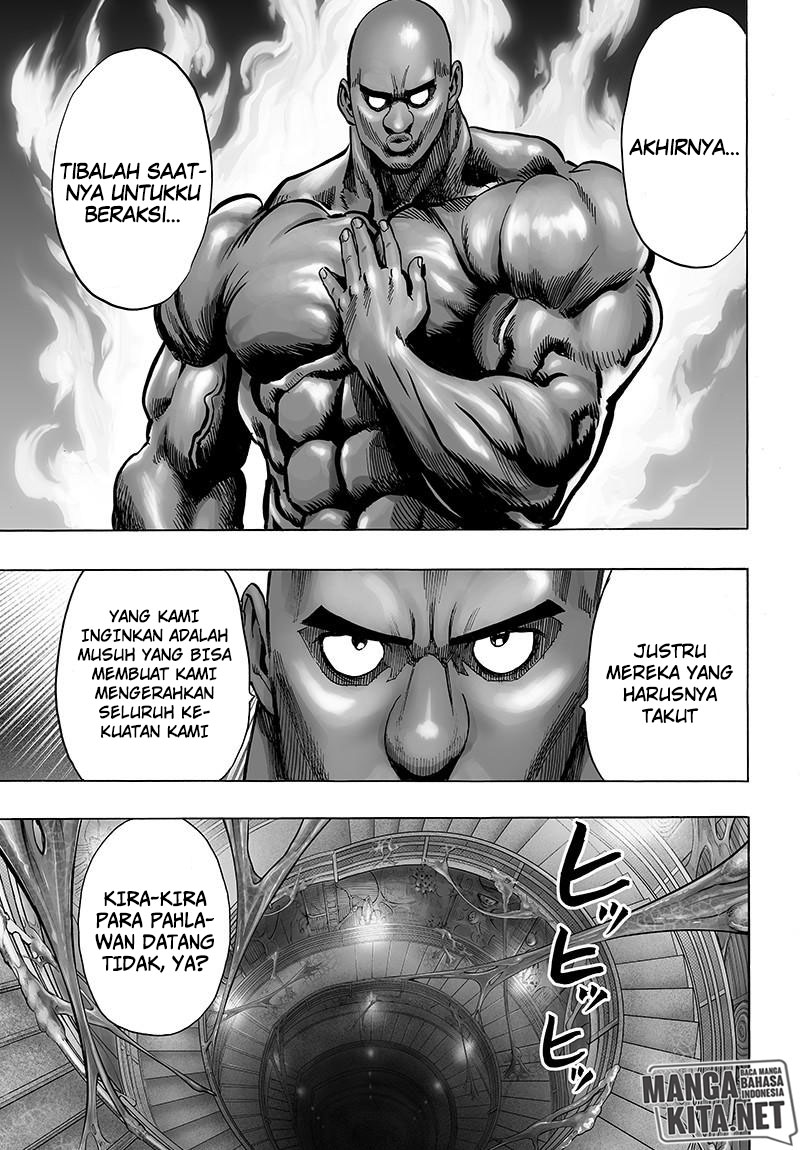 AKHIRNYA...
TIBALAH SAAT-
NYA UNTUKKU
BERAKSI...
JUSTRU
MEREKA YANG
HARUSNYA
TAKUT
YANG KAMI
INGINKAN ADALAH
MUSUH YANG BISA
MEMBUAT KAMI
MENGERAHKAN
SELURUH KE-
KUATAN KAMI
ヒッヒッヒッ
KIRA-KIRA
PARA PAHLA-
WAN DATANG
TIDAK, YA?
MANGA
KITA.NET
BACA MANGA
BAHASA
INDONESIA